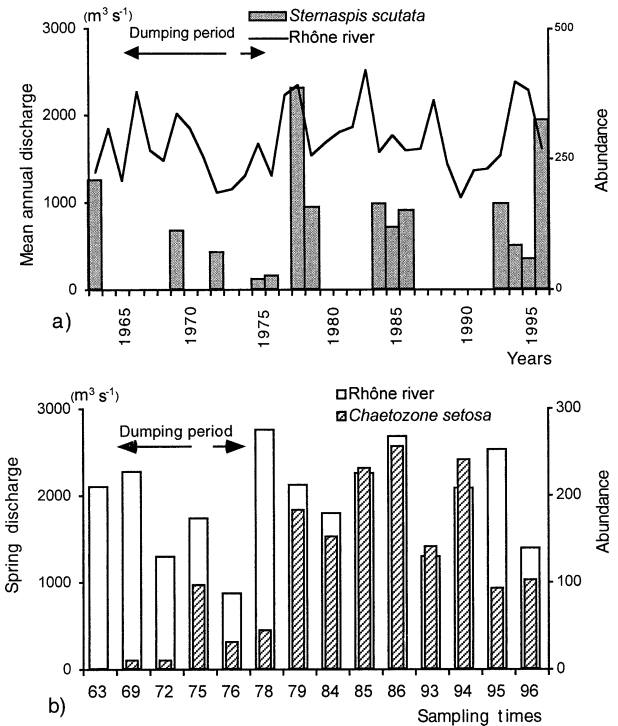 (m³ s⁻¹)
Sternaspis scutata
Rhône river
Dumping period
3000
2000
1000
0
500
250
0
Mean annual discharge
Abundance
1965
1970
1975
1980
1985
1990
1995
a)
Years
(m³ s⁻¹)
Rhône river
Chaetozone setosa
Dumping period
3000
2000
1000
0
300
200
100
0
Spring discharge
Abundance
63 69 72 75 76 78 79 84 85 86 93 94 95 96
b)
Sampling times